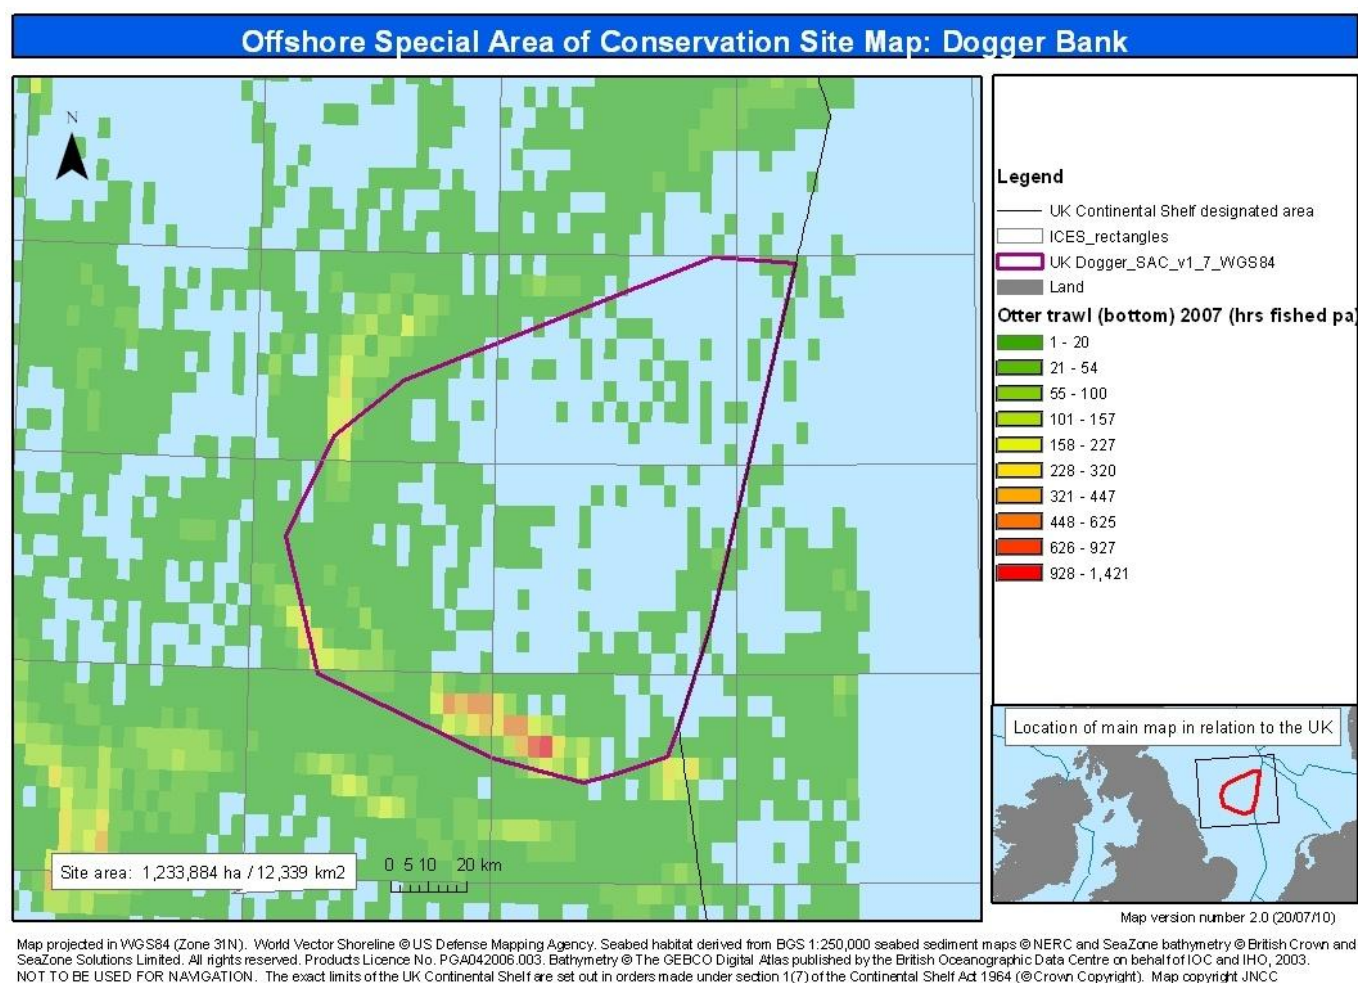 Offshore Special Area of Conservation Site Map: Dogger Bank
N
Legend
UK Continental Shelf designated area
ICES_rectangles
UK Dogger_SAC_v1_7_WGS84
Land
Otter trawl (bottom) 2007 (hrs fished pa)
1 - 20
21 - 54
55 - 100
101 - 157
158 - 227
228 - 320
321 - 447
448 - 625
626 - 927
928 - 1,421
Location of main map in relation to the UK
0 5 10 20 km
Site area: 1,233,884 ha / 12,339 km2
Map version number 2.0 (20/07/10)
Map projected in WGS84 (Zone 31N). World Vector Shoreline © US Defense Mapping Agency. Seabed habitat derived from BGS 1:250,000 seabed sediment maps © NERC and SeaZone bathymetry © British Crown and
SeaZone Solutions Limited. All rights reserved. Products Licence No. PGA042006.003. Bathymetry © The GEBCO Digital Atlas published by the British Oceanographic Data Centre on behalf of IOC and IHO, 2003.
NOT TO BE USED FOR NAVIGATION. The exact limits of the UK Continental Shelf are set out in orders made under section 1(7) of the Continental Shelf Act 1964 (© Crown Copyright). Map copyright JNCC